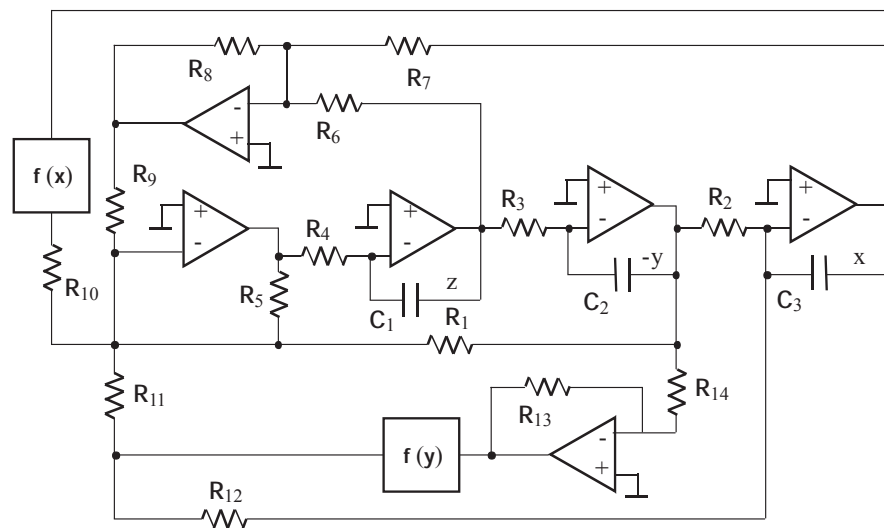 R8
R7
-
+
R6
f (x)
R9
+
-
R4
+
-
R3
+
-
R2
+
-
R10
R5
z
C1
-y
C2
x
C3
R1
R11
R14
R13
-
+
f (y)
R12